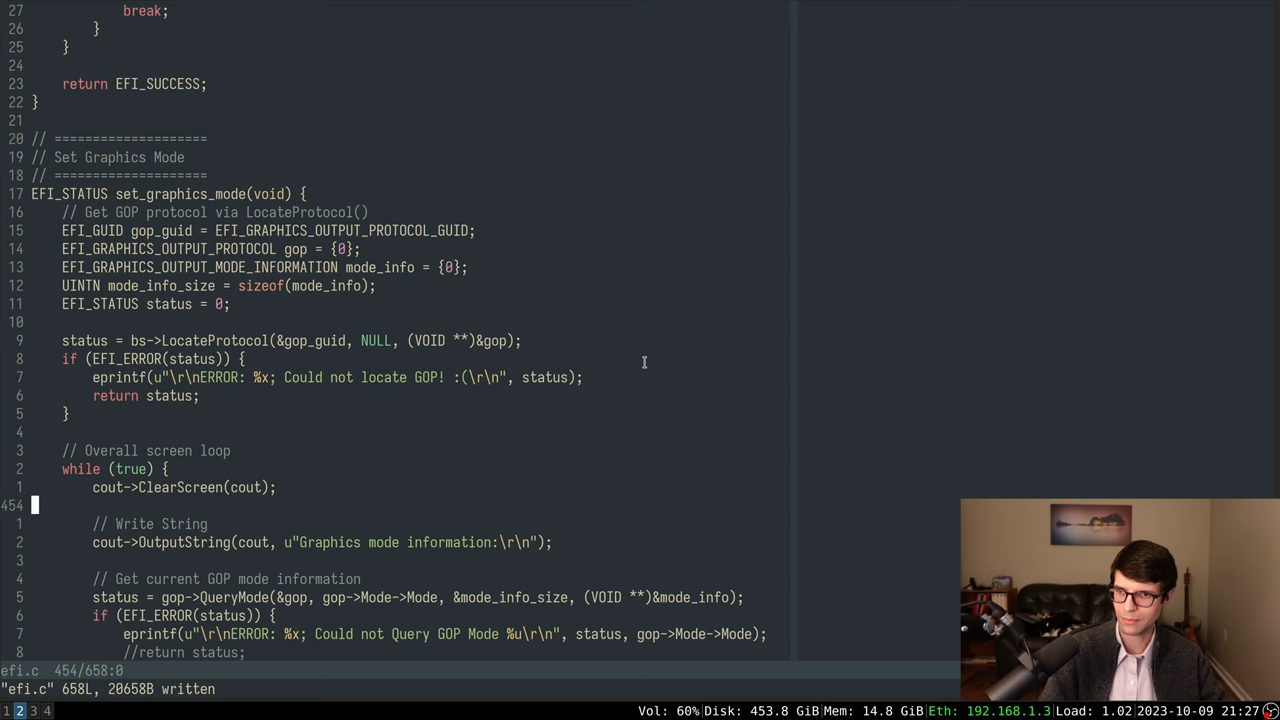 27             break;
26         }
25     }
24
23     return EFI_SUCCESS;
22 }
21
20 // ====================
19 // Set Graphics Mode
18 // ====================
17 EFI_STATUS set_graphics_mode(void) {
16     // Get GOP protocol via LocateProtocol()
15     EFI_GUID gop_guid = EFI_GRAPHICS_OUTPUT_PROTOCOL_GUID;
14     EFI_GRAPHICS_OUTPUT_PROTOCOL gop = {0};
13     EFI_GRAPHICS_OUTPUT_MODE_INFORMATION mode_info = {0};
12     UINTN mode_info_size = sizeof(mode_info);
11     EFI_STATUS status = 0;
10
9     status = bs->LocateProtocol(&gop_guid, NULL, (VOID **)&gop);
8     if (EFI_ERROR(status)) {
7         eprintf(u"\r\nERROR: %x; Could not locate GOP! :(\r\n", status);
6         return status;
5     }
4
3     // Overall screen loop
2     while (true) {
1         cout->ClearScreen(cout);
454
1         // Write String
2         cout->OutputString(cout, u"Graphics mode information:\r\n");
3
4         // Get current GOP mode information
5         status = gop->QueryMode(&gop, gop->Mode->Mode, &mode_info_size, (VOID **)&mode_info);
6         if (EFI_ERROR(status)) {
7             eprintf(u"\r\nERROR: %x; Could not Query GOP Mode %u\r\n", status, gop->Mode->Mode);
8             //return status;
efi.c  454/658:0
"efi.c" 658L, 20658B written
1 2 3 4 Vol: 60% Disk: 453.8 GiB Mem: 14.8 GiB Eth: 192.168.1.3 Load: 1.02 2023-10-09 21:27